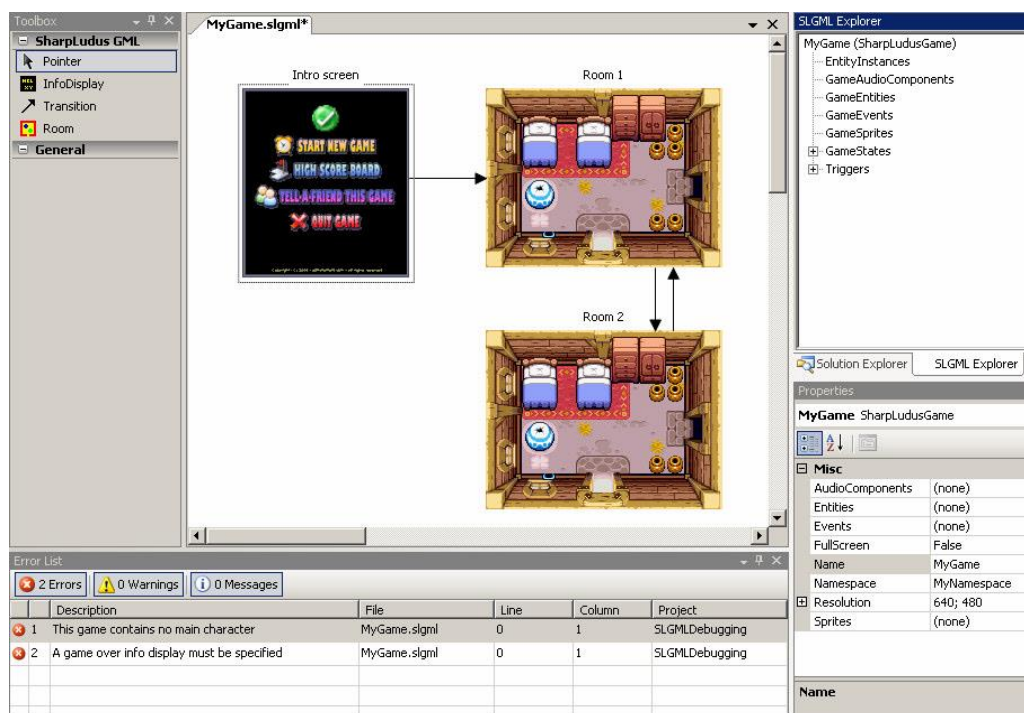 Toolbox
SharpLudus GML
Pointer
InfoDisplay
Transition
Room
General
MyGame.slgml*
Intro screen
START NEW GAME
HIGH SCORE BOARD
TELL-A-FRIEND THIS GAME
QUIT GAME
Room 1
Room 2
SLGML Explorer
MyGame (SharpLudusGame)
EntityInstances
GameAudioComponents
GameEntities
GameEvents
GameSprites
GameStates
Triggers
Solution Explorer SLGML Explorer
Properties
MyGame SharpLudusGame
Misc
AudioComponents (none)
Entities (none)
Events (none)
FullScreen False
Name MyGame
Namespace MyNamespace
Resolution 640; 480
Sprites (none)
Name
Error List
2 Errors 0 Warnings 0 Messages
Description File Line Column Project
1 This game contains no main character MyGame.slgml 0 1 SLGMLDebugging
2 A game over info display must be specified MyGame.slgml 0 1 SLGMLDebugging